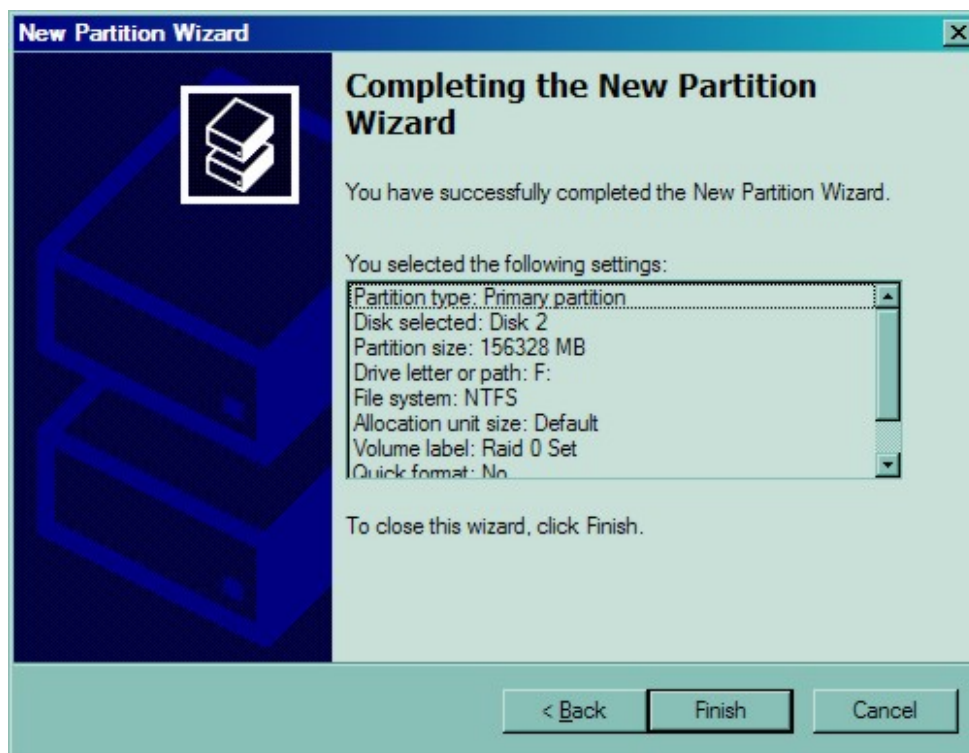 New Partition Wizard
Completing the New Partition
Wizard
You have successfully completed the New Partition Wizard.
You selected the following settings:
Partition type: Primary partition
Disk selected: Disk 2
Partition size: 156328 MB
Drive letter or path: F:
File system: NTFS
Allocation unit size: Default
Volume label: Raid 0 Set
Quick format: No
To close this wizard, click Finish.
< Back
Finish
Cancel